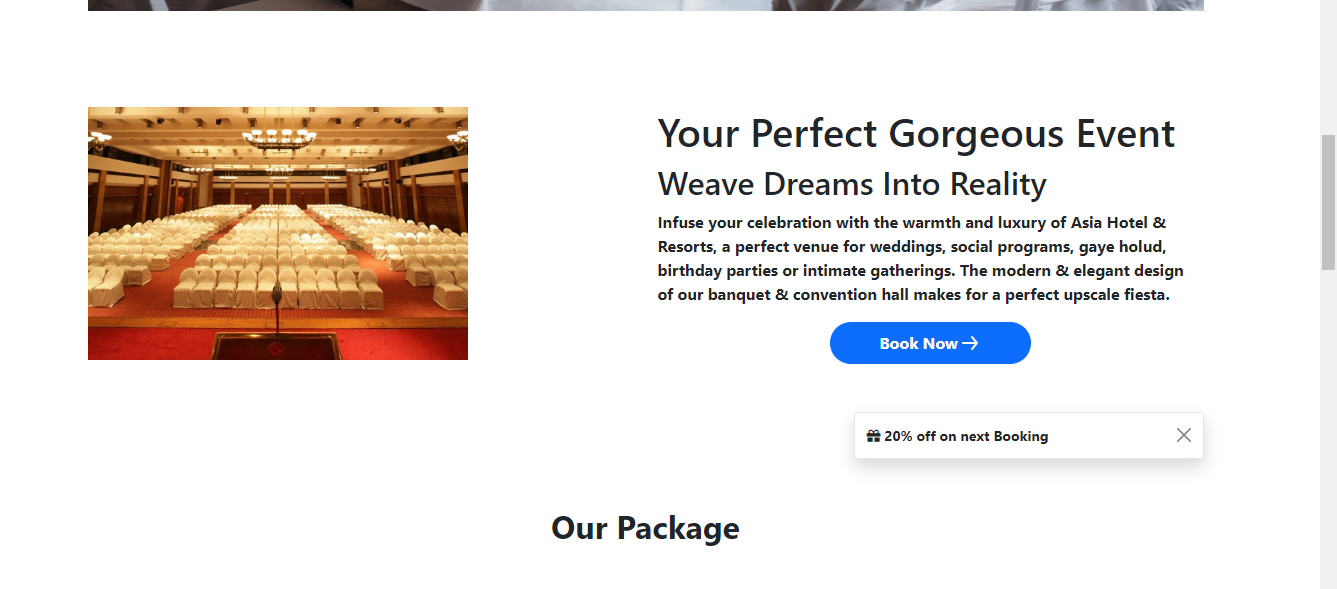 Your Perfect Gorgeous Event
Weave Dreams Into Reality
Infuse your celebration with the warmth and luxury of Asia Hotel &
Resorts, a perfect venue for weddings, social programs, gaye holud,
birthday parties or intimate gatherings. The modern & elegant design
of our banquet & convention hall makes for a perfect upscale fiesta.
Book Now →
20% off on next Booking
Our Package